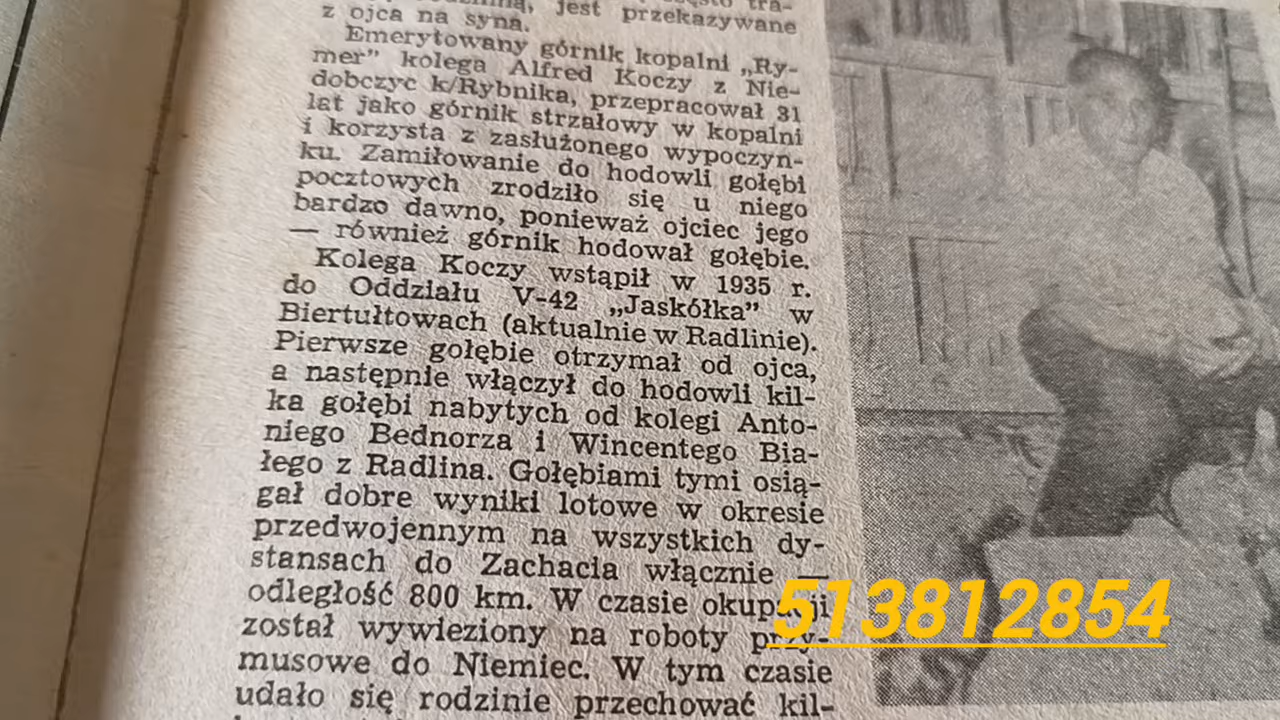 jest przekazywane
z ojca na syna.
Emerytowany górnik kopalni „Ry-
mer” kolega Alfred Koczy z Nie-
dobczyc k/Rybnika, przepracował 31
lat jako górnik strzałowy w kopalni
i korzysta z zasłużonego wypoczyn-
ku. Zamiłowanie do hodowli gołębi
pocztowych zrodziło się u niego
bardzo dawno, ponieważ ojciec jego
— również górnik hodował gołębie.
Kolega Koczy wstąpił w 1935 r.
do Oddziału V-42 „Jaskółka” w
Biertułtowach (aktualnie w Radlinie).
Pierwsze gołębie otrzymał od ojca,
a następnie włączył do hodowli kil-
ka gołębi nabytych od kolegi Anto-
niego Bednorza i Wincentego Bia-
łego z Radlina. Gołębiami tymi osią-
gał dobre wyniki lotowe w okresie
przedwojennym na wszystkich dy-
stansach do Zachacia włącznie —
odległość 800 km. W czasie okupacji
został wywieziony na roboty przy-
musowe do Niemiec. W tym czasie
udało się rodzinie przechować kil-
513812854